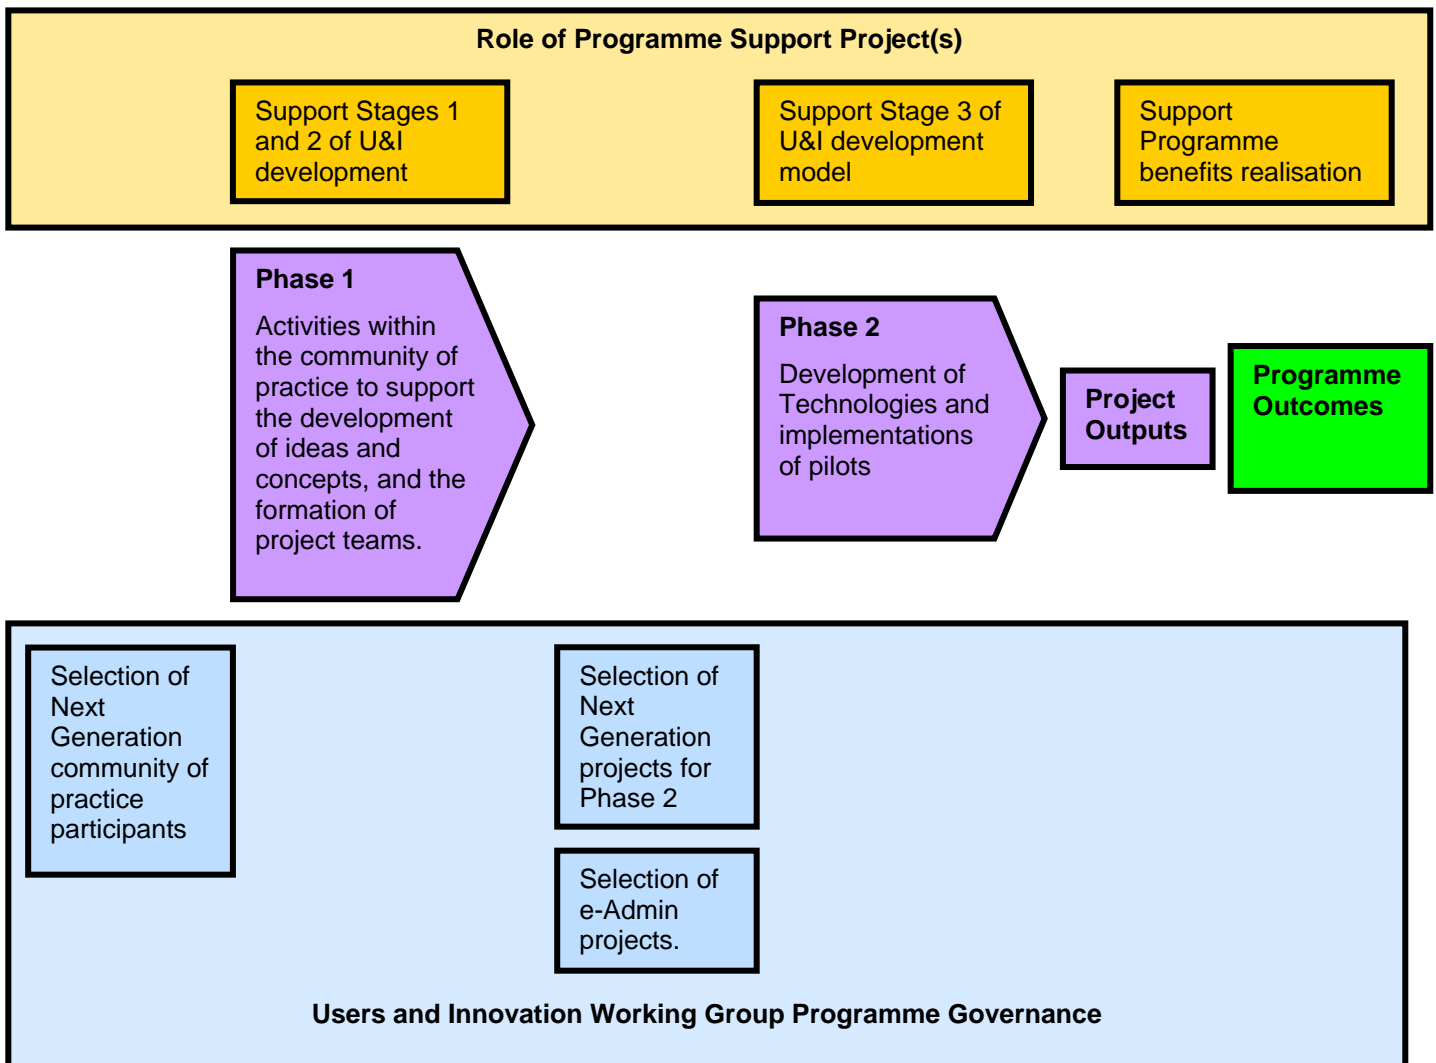 Role of Programme Support Project(s)
Support Stages 1
and 2 of U&I
development
Support Stage 3 of
U&I development
model
Support
Programme
benefits realisation
Phase 1
Activities within
the community of
practice to support
the development
of ideas and
concepts, and the
formation of
project teams.
Phase 2
Development of
Technologies and
implementations
of pilots
Project
Outputs
Programme
Outcomes
Selection of
Next
Generation
community of
practice
participants
Selection of
Next
Generation
projects for
Phase 2
Selection of
e-Admin
projects.
Users and Innovation Working Group Programme Governance